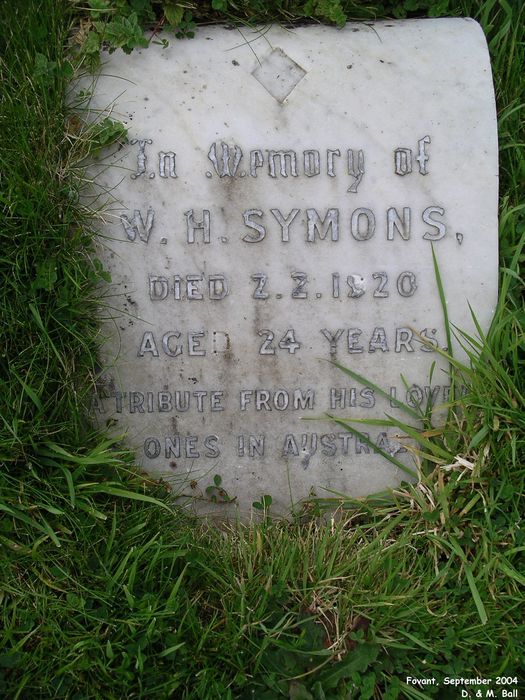 In Memory of
W. H. SYMONS,
DIED 2.2.1920
AGED 24 YEARS.
A TRIBUTE FROM HIS LOVED
ONES IN AUSTRA
Fovant, September 2004
D. & M. Ball